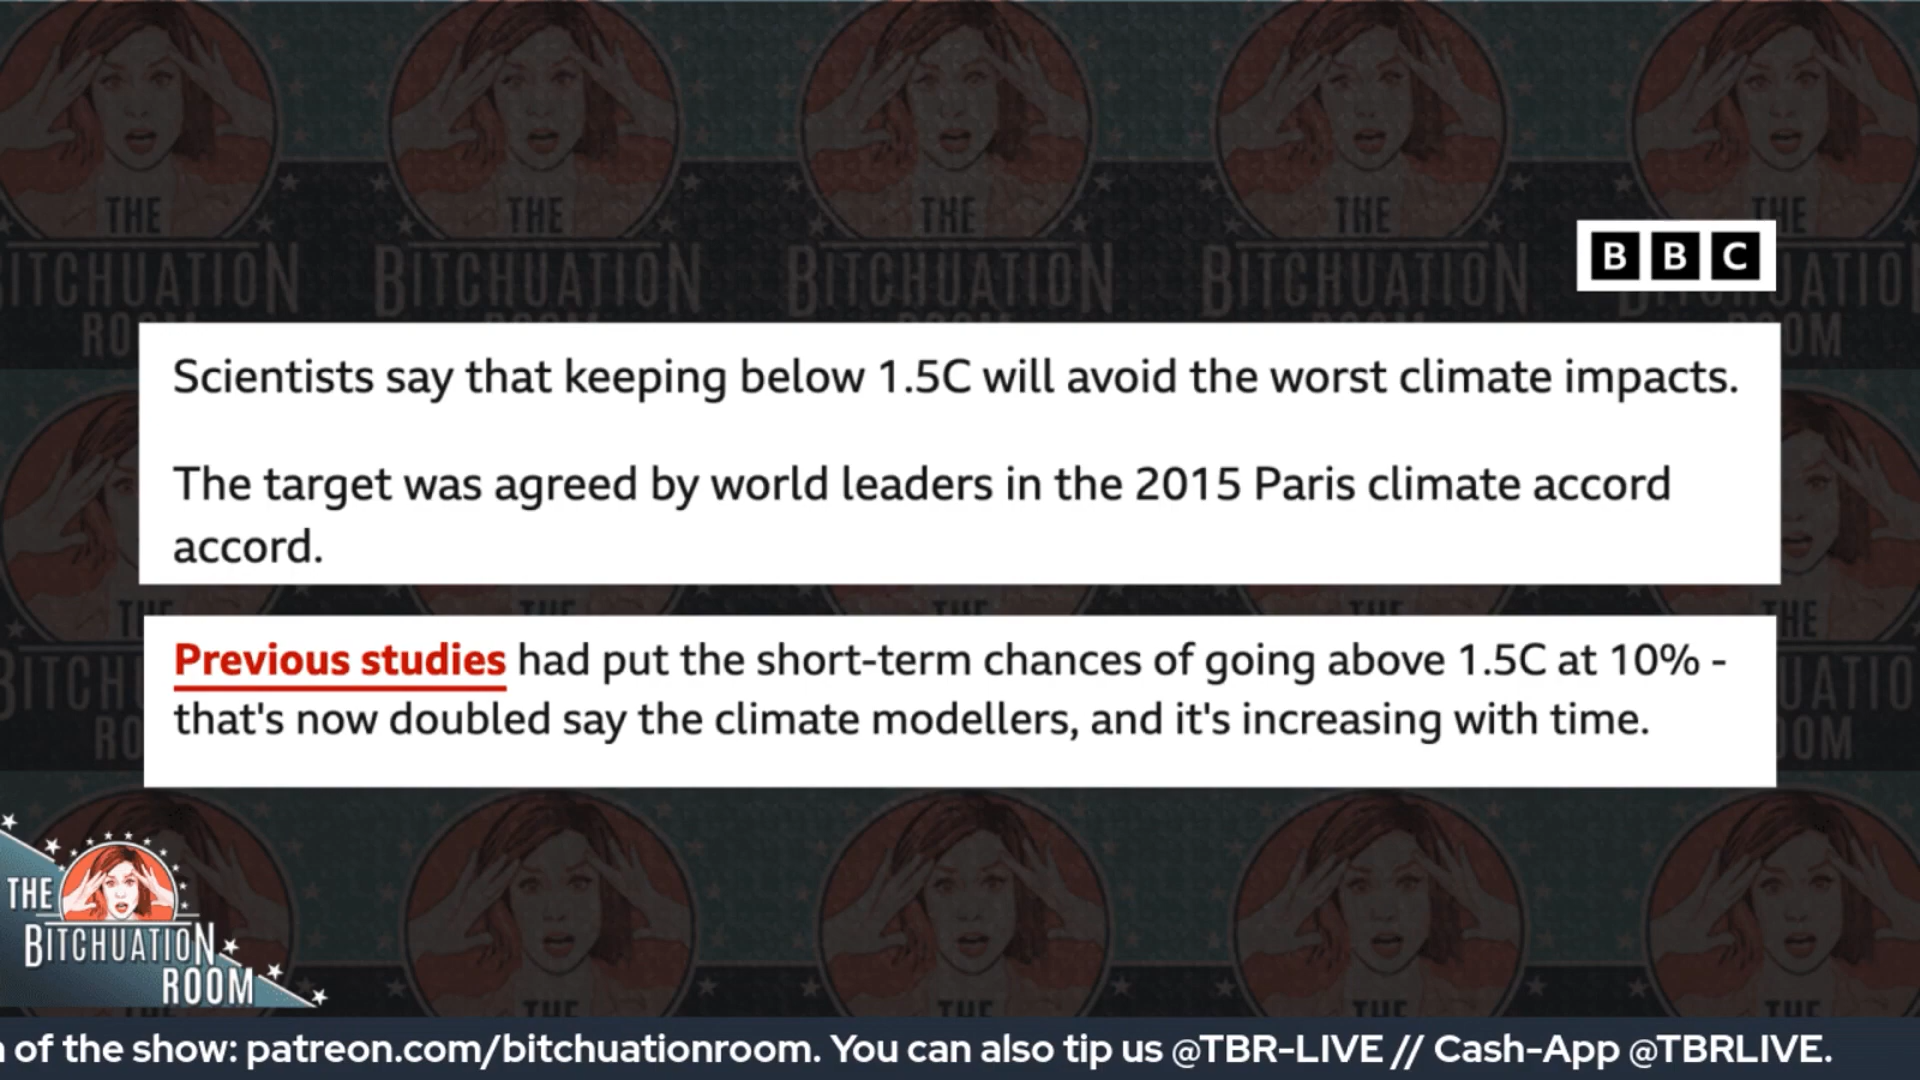 BBC
Scientists say that keeping below 1.5C will avoid the worst climate impacts.
The target was agreed by world leaders in the 2015 Paris climate accord
accord.
Previous studies had put the short-term chances of going above 1.5C at 10% -
that's now doubled say the climate modellers, and it's increasing with time.
THE
BITCHUATION
ROOM
of the show: patreon.com/bitchuationroom. You can also tip us @TBR-LIVE // Cash-App @TBRLIVE.